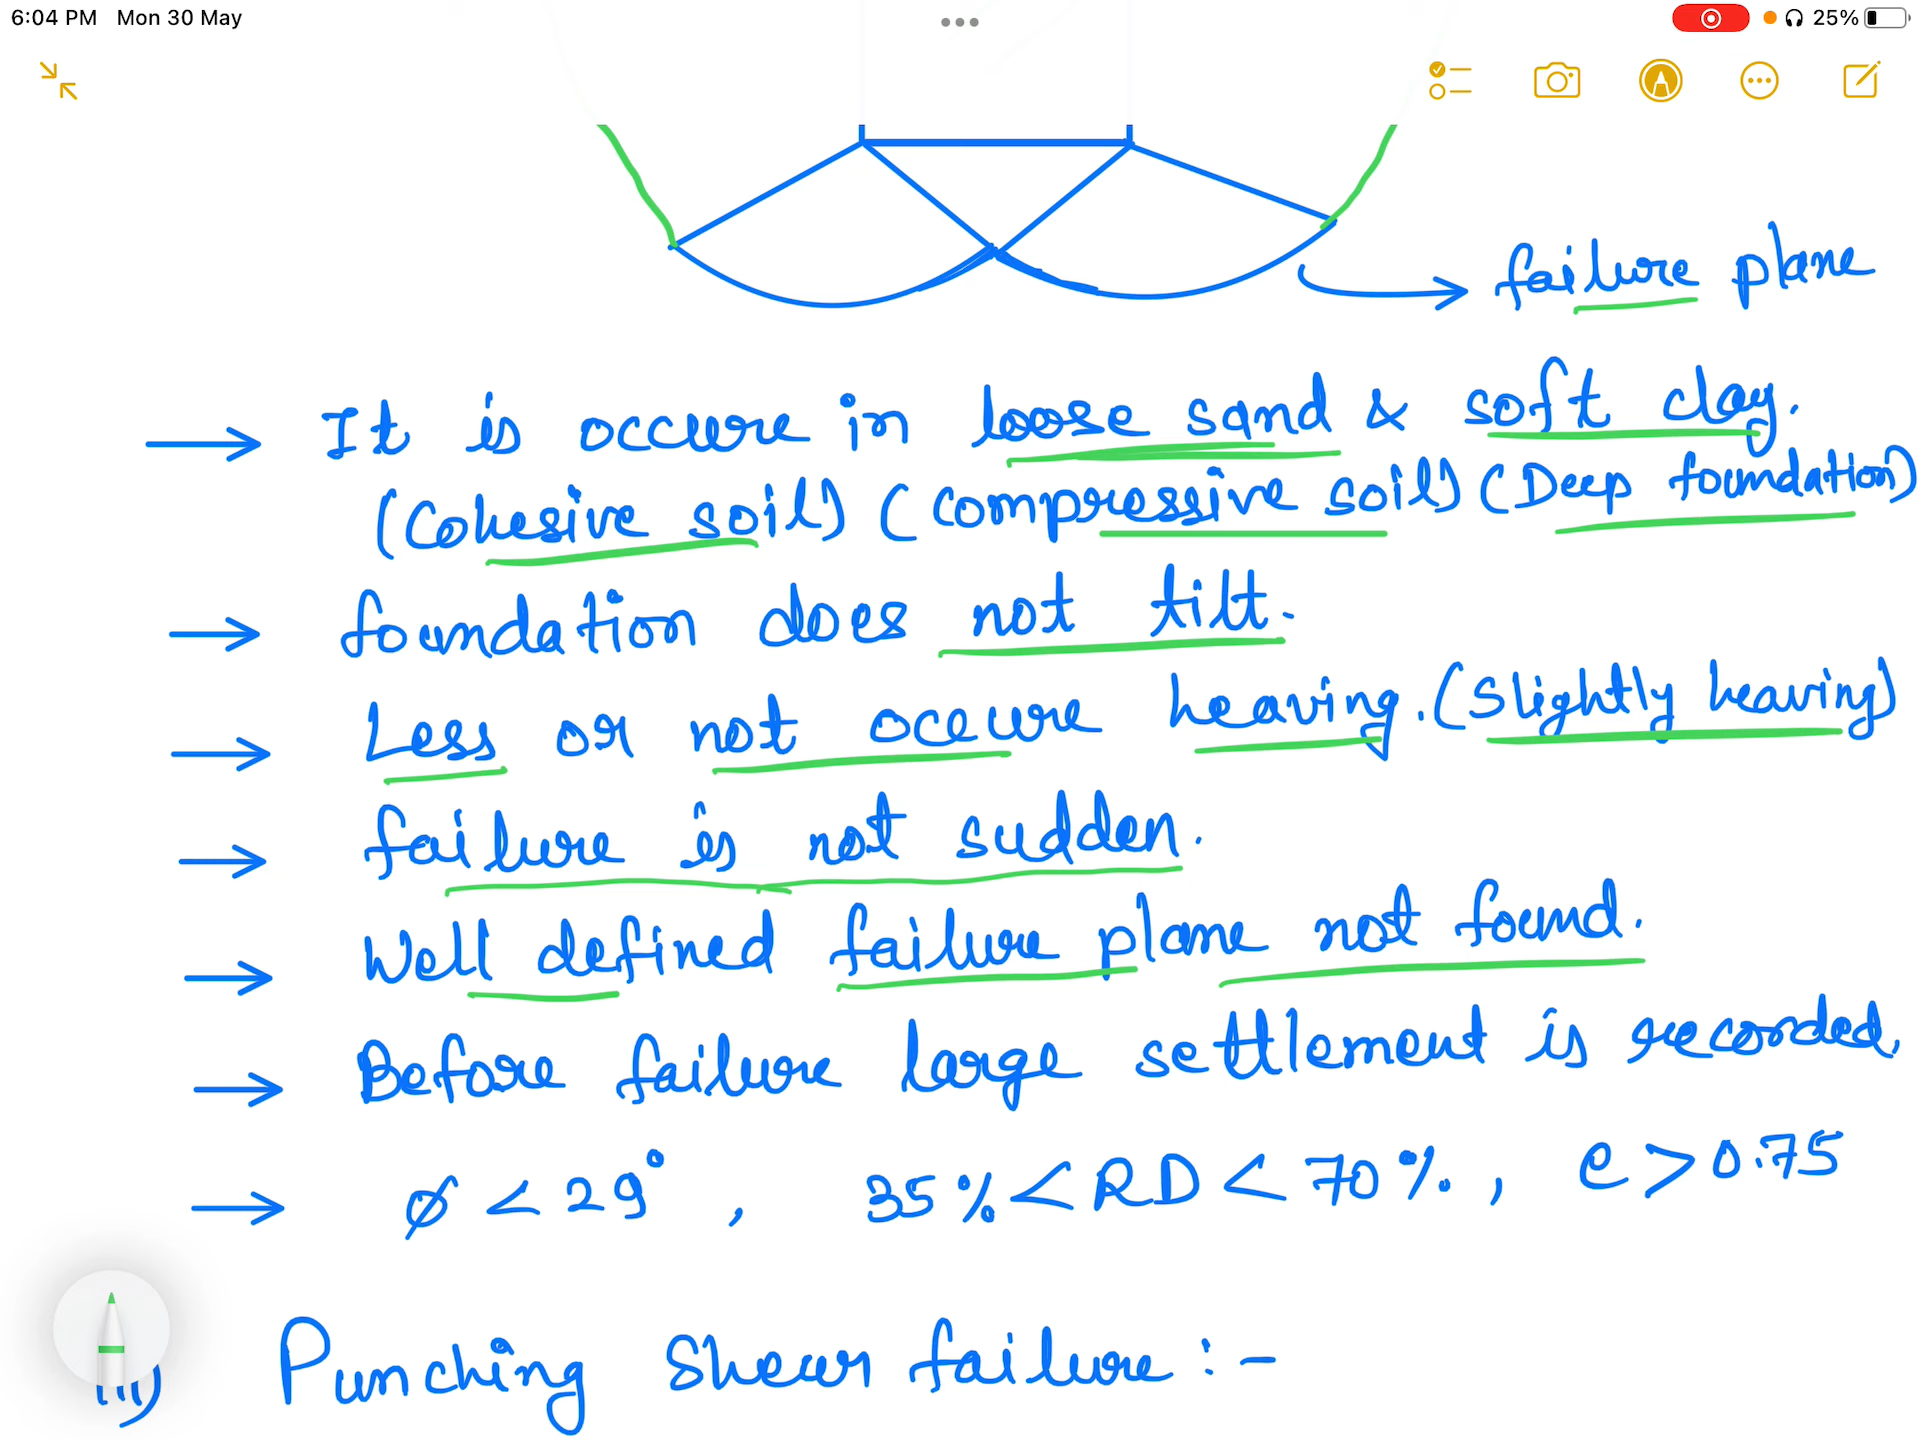 6:04 PM Mon 30 May
25%
failure plane
→ It is occure in loose sand & soft clay.
(Cohesive soil) (Compressive soil) (Deep foundation)
→ foundation does not tilt.
→ Less or not occure heaving. (Slightly heaving)
→ failure is not sudden.
→ Well defined failure plane not found.
→ Before failure large settlement is recorded.
→ ø < 29°, 35% < RD < 70%, e > 0.75
iii) Punching Shear failure :-